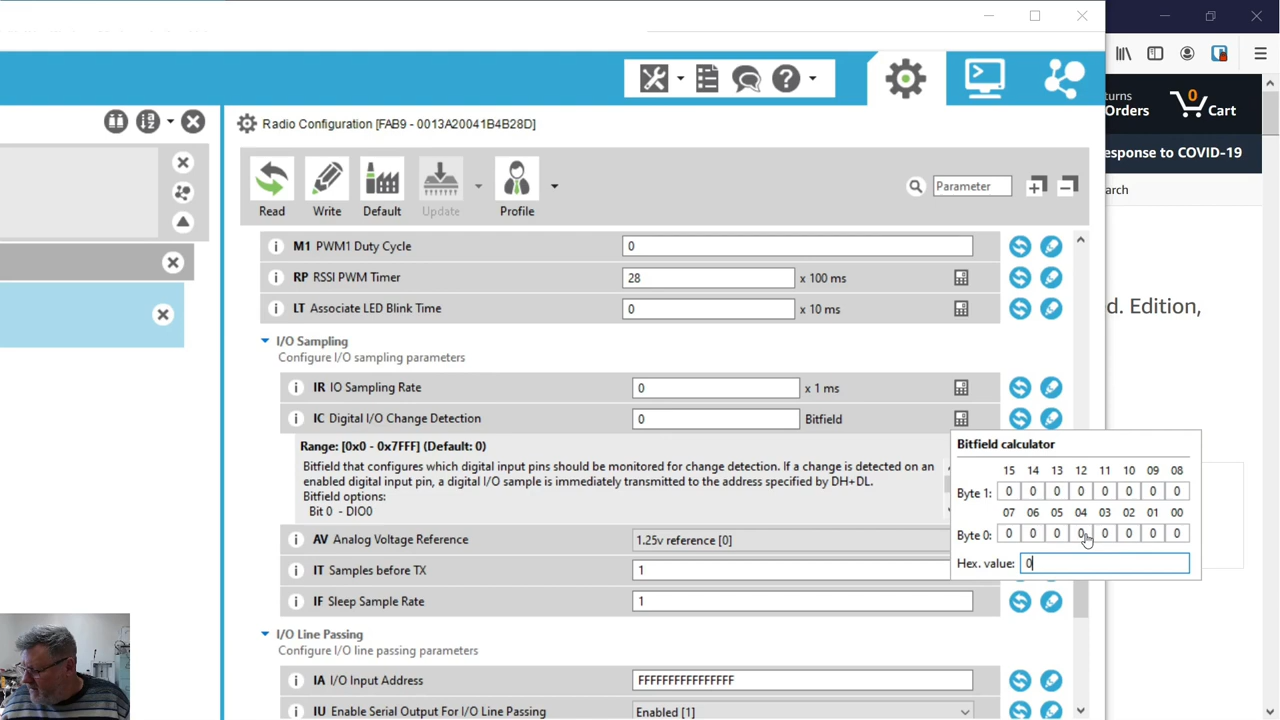 0
Cart
urns
Orders
esponse to COVID-19
arch
d. Edition,
Radio Configuration [FAB9 - 0013A20041B4B28D]
Read
Write
Default
Update
Profile
Parameter
M1 PWM1 Duty Cycle 0
RP RSSI PWM Timer 28 x 100 ms
LT Associate LED Blink Time 0 x 10 ms
I/O Sampling
Configure I/O sampling parameters
IR IO Sampling Rate 0 x 1 ms
IC Digital I/O Change Detection 0 Bitfield
Range: [0x0 - 0x7FFF] (Default: 0)
Bitfield that configures which digital input pins should be monitored for change detection. If a change is detected on an
enabled digital input pin, a digital I/O sample is immediately transmitted to the address specified by DH+DL.
Bitfield options:
Bit 0 - DIO0
Bitfield calculator
15 14 13 12 11 10 09 08
Byte 1: 0 0 0 0 0 0 0 0
07 06 05 04 03 02 01 00
Byte 0: 0 0 0 0 0 0 0 0
Hex. value: 0
AV Analog Voltage Reference 1.25v reference [0]
IT Samples before TX 1
IF Sleep Sample Rate 1
I/O Line Passing
Configure I/O line passing parameters
IA I/O Input Address FFFFFFFFFFFFFFFF
IU Enable Serial Output For I/O Line Passing Enabled [1]